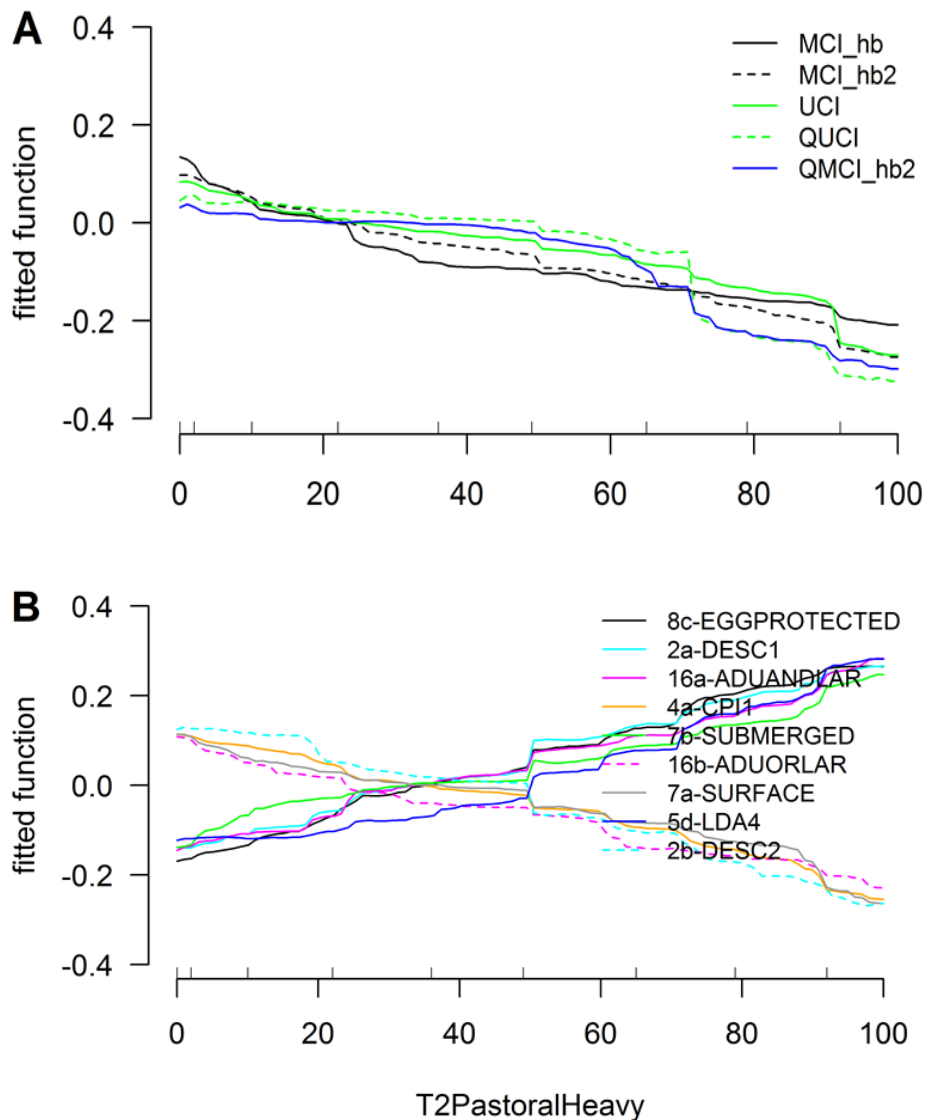 A
0.4
MCI_hb
MCI_hb2
0.2
UCI
QUCI
QMCI_hb2
0.0
fitted function
-0.2
-0.4
0 20 40 60 80 100
B
0.4
8c-EGGPROTECTED
2a-DESC1
0.2
16a-ADUANDLAR
4a-CPI1
7b-SUBMERGED
0.0
16b-ADUORLAR
7a-SURFACE
5d-LDA4
2b-DESC2
fitted function
-0.2
-0.4
0 20 40 60 80 100
T2PastoralHeavy